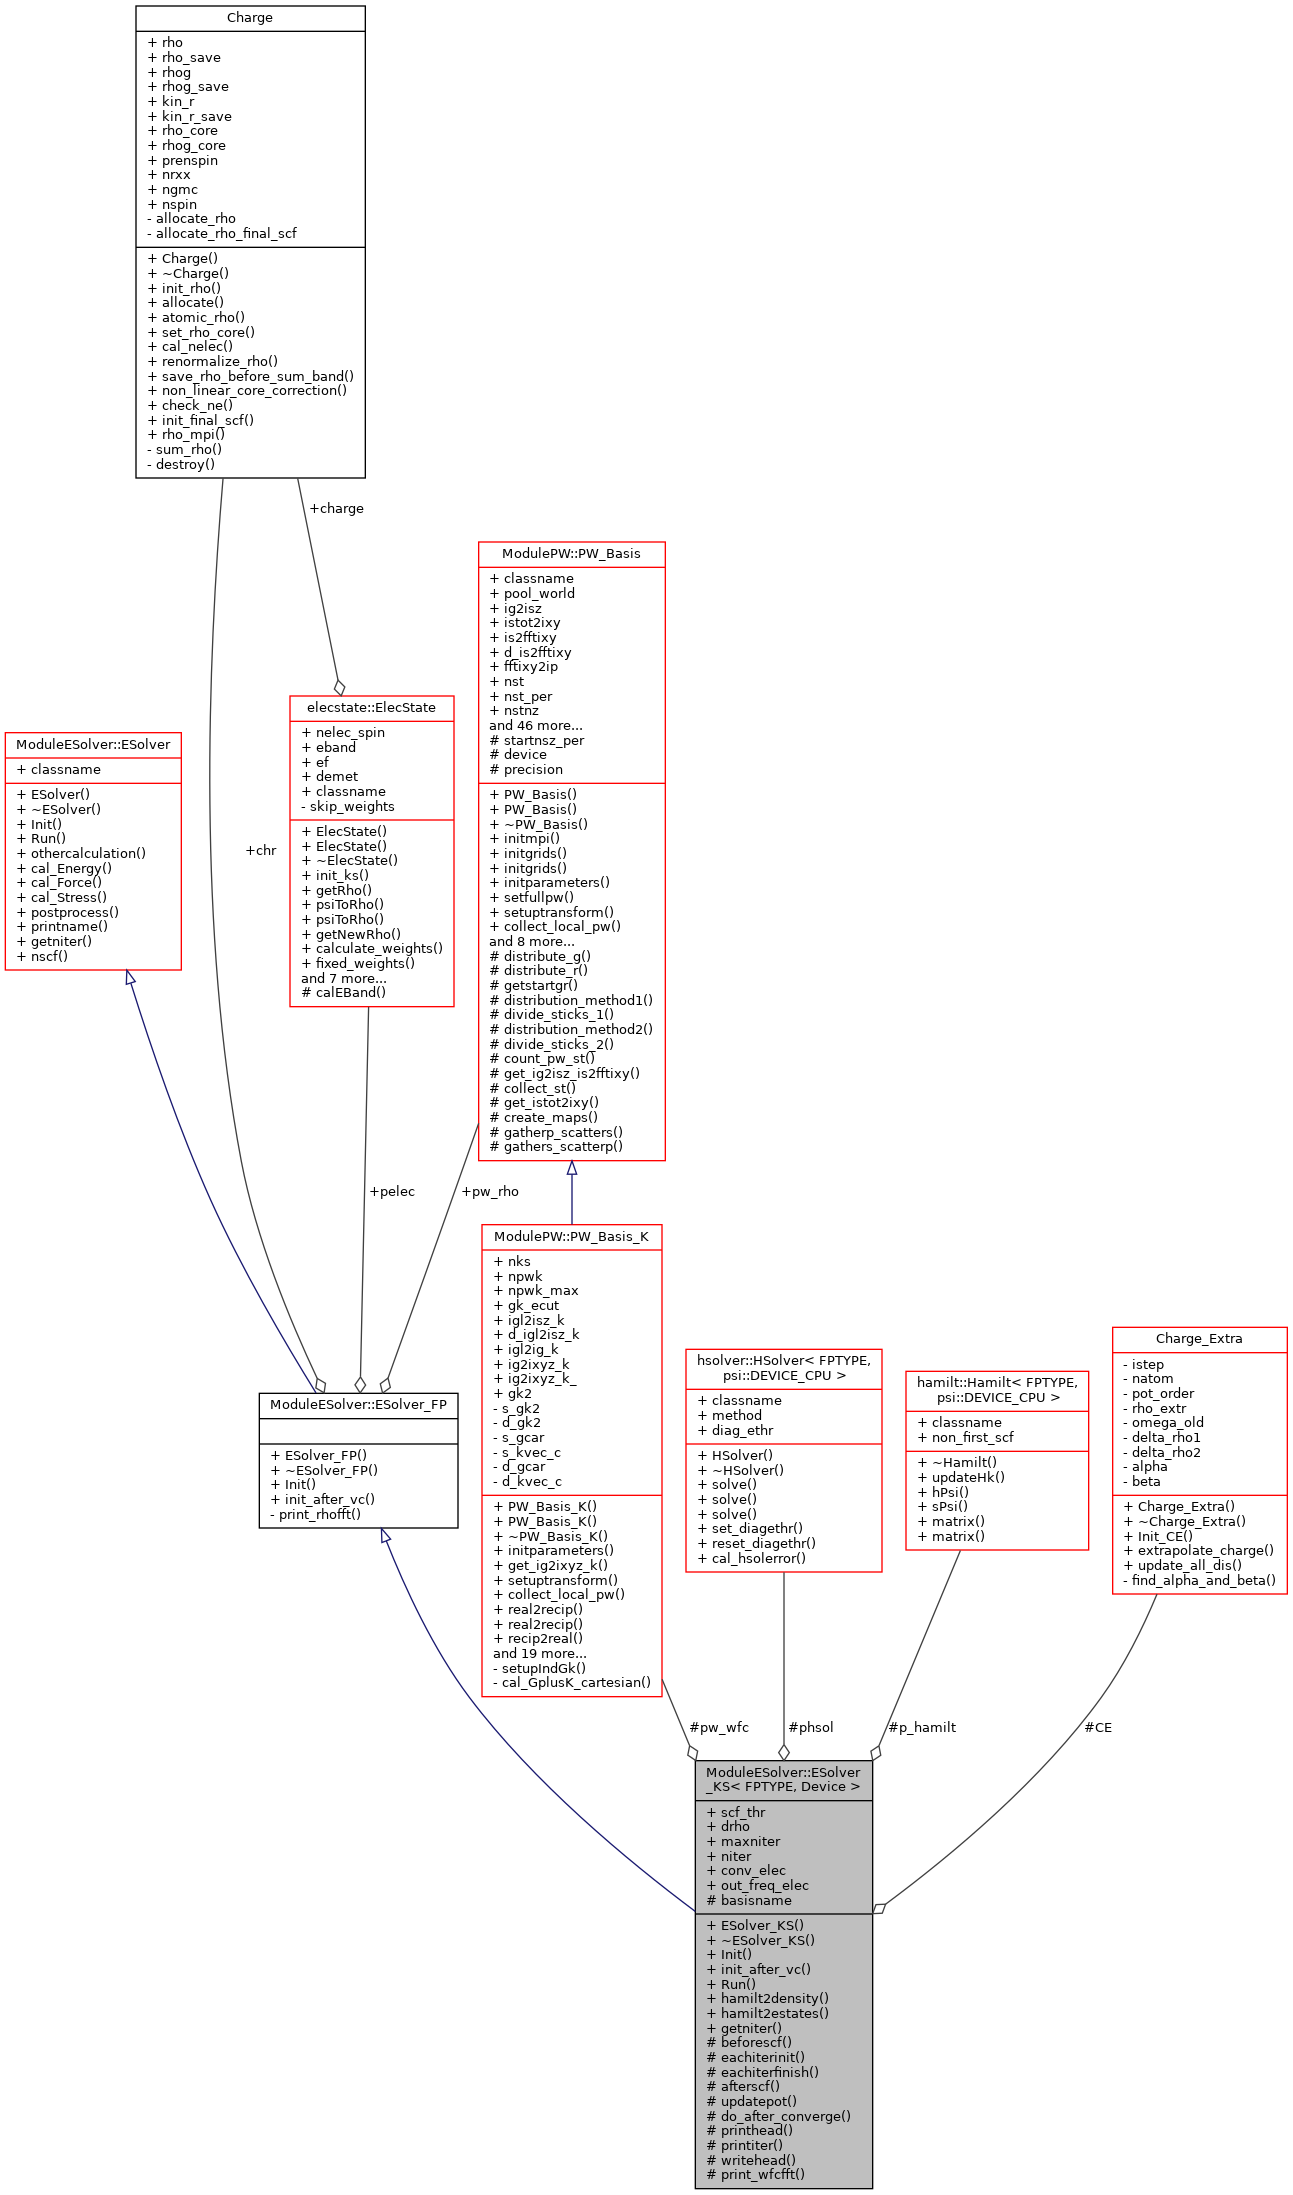 Charge
+ rho
+ rho_save
+ rhog
+ rhog_save
+ kin_r
+ kin_r_save
+ rho_core
+ rhog_core
+ prenspin
+ nrxx
+ ngmc
+ nspin
- allocate_rho
- allocate_rho_final_scf
+ Charge()
+ ~Charge()
+ init_rho()
+ allocate()
+ atomic_rho()
+ set_rho_core()
+ cal_nelec()
+ renormalize_rho()
+ save_rho_before_sum_band()
+ non_linear_core_correction()
+ check_ne()
+ init_final_scf()
+ rho_mpi()
- sum_rho()
- destroy()
+charge
ModulePW::PW_Basis
+ classname
+ pool_world
+ ig2isz
+ istot2ixy
+ is2fftixy
+ d_is2fftixy
+ fftixy2ip
+ nst
+ nst_per
+ nstnz
and 46 more...
# startnsz_per
# device
# precision
+ PW_Basis()
+ PW_Basis()
+ ~PW_Basis()
+ initmpi()
+ initgrids()
+ initgrids()
+ initparameters()
+ setfullpw()
+ setuptransform()
+ collect_local_pw()
and 8 more...
# distribute_g()
# distribute_r()
# getstartgr()
# distribution_method1()
# divide_sticks_1()
# distribution_method2()
# divide_sticks_2()
# count_pw_st()
# get_ig2isz_is2fftixy()
# collect_st()
# get_istot2ixy()
# create_maps()
# gatherp_scatters()
# gathers_scatterp()
elecstate::ElecState
+ nelec_spin
+ eband
+ ef
+ demet
+ classname
- skip_weights
+ ElecState()
+ ElecState()
+ ~ElecState()
+ init_ks()
+ getRho()
+ psiToRho()
+ psiToRho()
+ getNewRho()
+ calculate_weights()
+ fixed_weights()
and 7 more...
# calEBand()
ModuleESolver::ESolver
+ classname
+ ESolver()
+ ~ESolver()
+ Init()
+ Run()
+ othercalculation()
+ cal_Energy()
+ cal_Force()
+ cal_Stress()
+ postprocess()
+ printname()
+ getniter()
+ nscf()
+chr
+pelec
+pw_rho
ModulePW::PW_Basis_K
+ nks
+ npwk
+ npwk_max
+ gk_ecut
+ igl2isz_k
+ d_igl2isz_k
+ igl2ig_k
+ ig2ixyz_k
+ ig2ixyz_k_
+ gk2
- s_gk2
- d_gk2
- s_gcar
- s_kvec_c
- d_gcar
- d_kvec_c
+ PW_Basis_K()
+ PW_Basis_K()
+ ~PW_Basis_K()
+ initparameters()
+ get_ig2ixyz_k()
+ setuptransform()
+ collect_local_pw()
+ real2recip()
+ real2recip()
+ recip2real()
and 19 more...
- setupIndGk()
- cal_GplusK_cartesian()
ModuleESolver::ESolver_FP
+ ESolver_FP()
+ ~ESolver_FP()
+ Init()
+ init_after_vc()
- print_rhofft()
hsolver::HSolver< FPTYPE,
psi::DEVICE_CPU >
+ classname
+ method
+ diag_ethr
+ HSolver()
+ ~HSolver()
+ solve()
+ solve()
+ solve()
+ set_diagethr()
+ reset_diagethr()
+ cal_hsolerror()
hamilt::Hamilt< FPTYPE,
psi::DEVICE_CPU >
+ classname
+ non_first_scf
+ ~Hamilt()
+ updateHk()
+ hPsi()
+ sPsi()
+ matrix()
+ matrix()
Charge_Extra
- istep
- natom
- pot_order
- rho_extr
- omega_old
- delta_rho1
- delta_rho2
- alpha
- beta
+ Charge_Extra()
+ ~Charge_Extra()
+ Init_CE()
+ extrapolate_charge()
+ update_all_dis()
- find_alpha_and_beta()
#pw_wfc
#phsol
#p_hamilt
#CE
ModuleESolver::ESolver
_KS< FPTYPE, Device >
+ scf_thr
+ drho
+ maxniter
+ niter
+ conv_elec
+ out_freq_elec
# basisname
+ ESolver_KS()
+ ~ESolver_KS()
+ Init()
+ init_after_vc()
+ Run()
+ hamilt2density()
+ hamilt2estates()
+ getniter()
# beforescf()
# eachiterinit()
# eachiterfinish()
# afterscf()
# updatepot()
# do_after_converge()
# printhead()
# printiter()
# writehead()
# print_wfcfft()